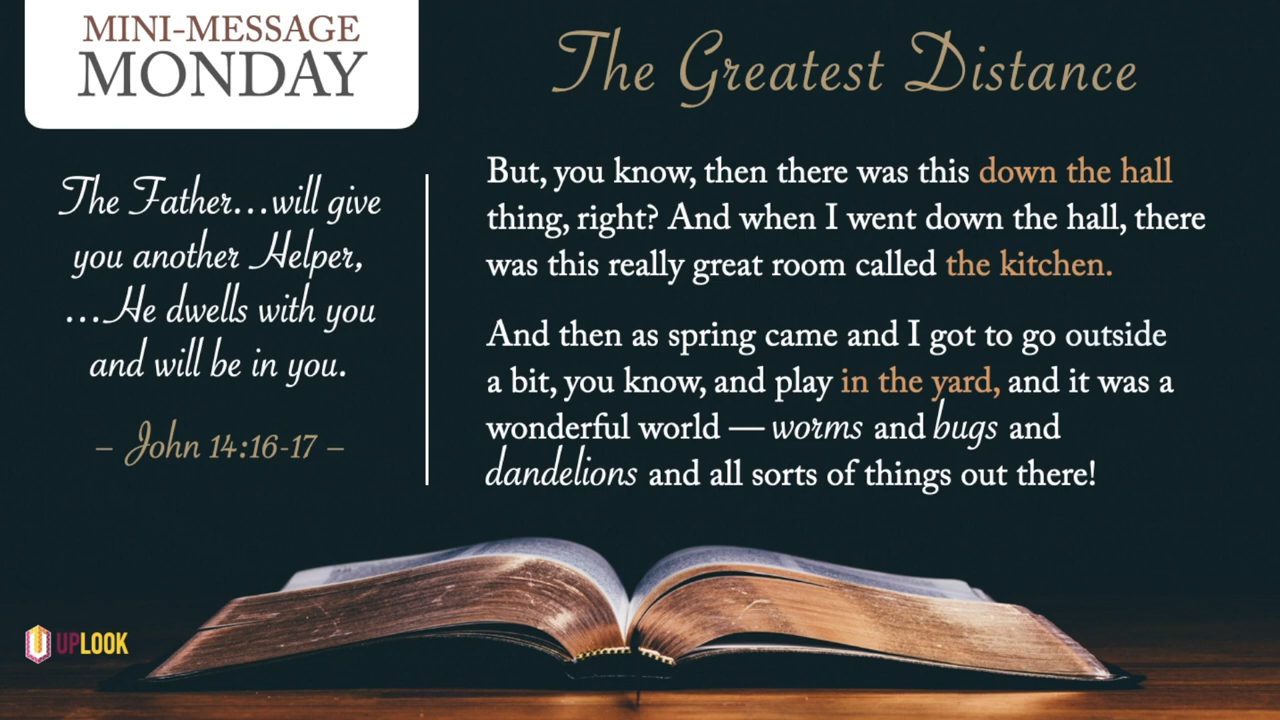 MINI-MESSAGE
MONDAY
The Greatest Distance
The Father...will give
you another Helper,
...He dwells with you
and will be in you.
– John 14:16-17 –
But, you know, then there was this down the hall
thing, right? And when I went down the hall, there
was this really great room called the kitchen.
And then as spring came and I got to go outside
a bit, you know, and play in the yard, and it was a
wonderful world — worms and bugs and
dandelions and all sorts of things out there!
UPLOOK